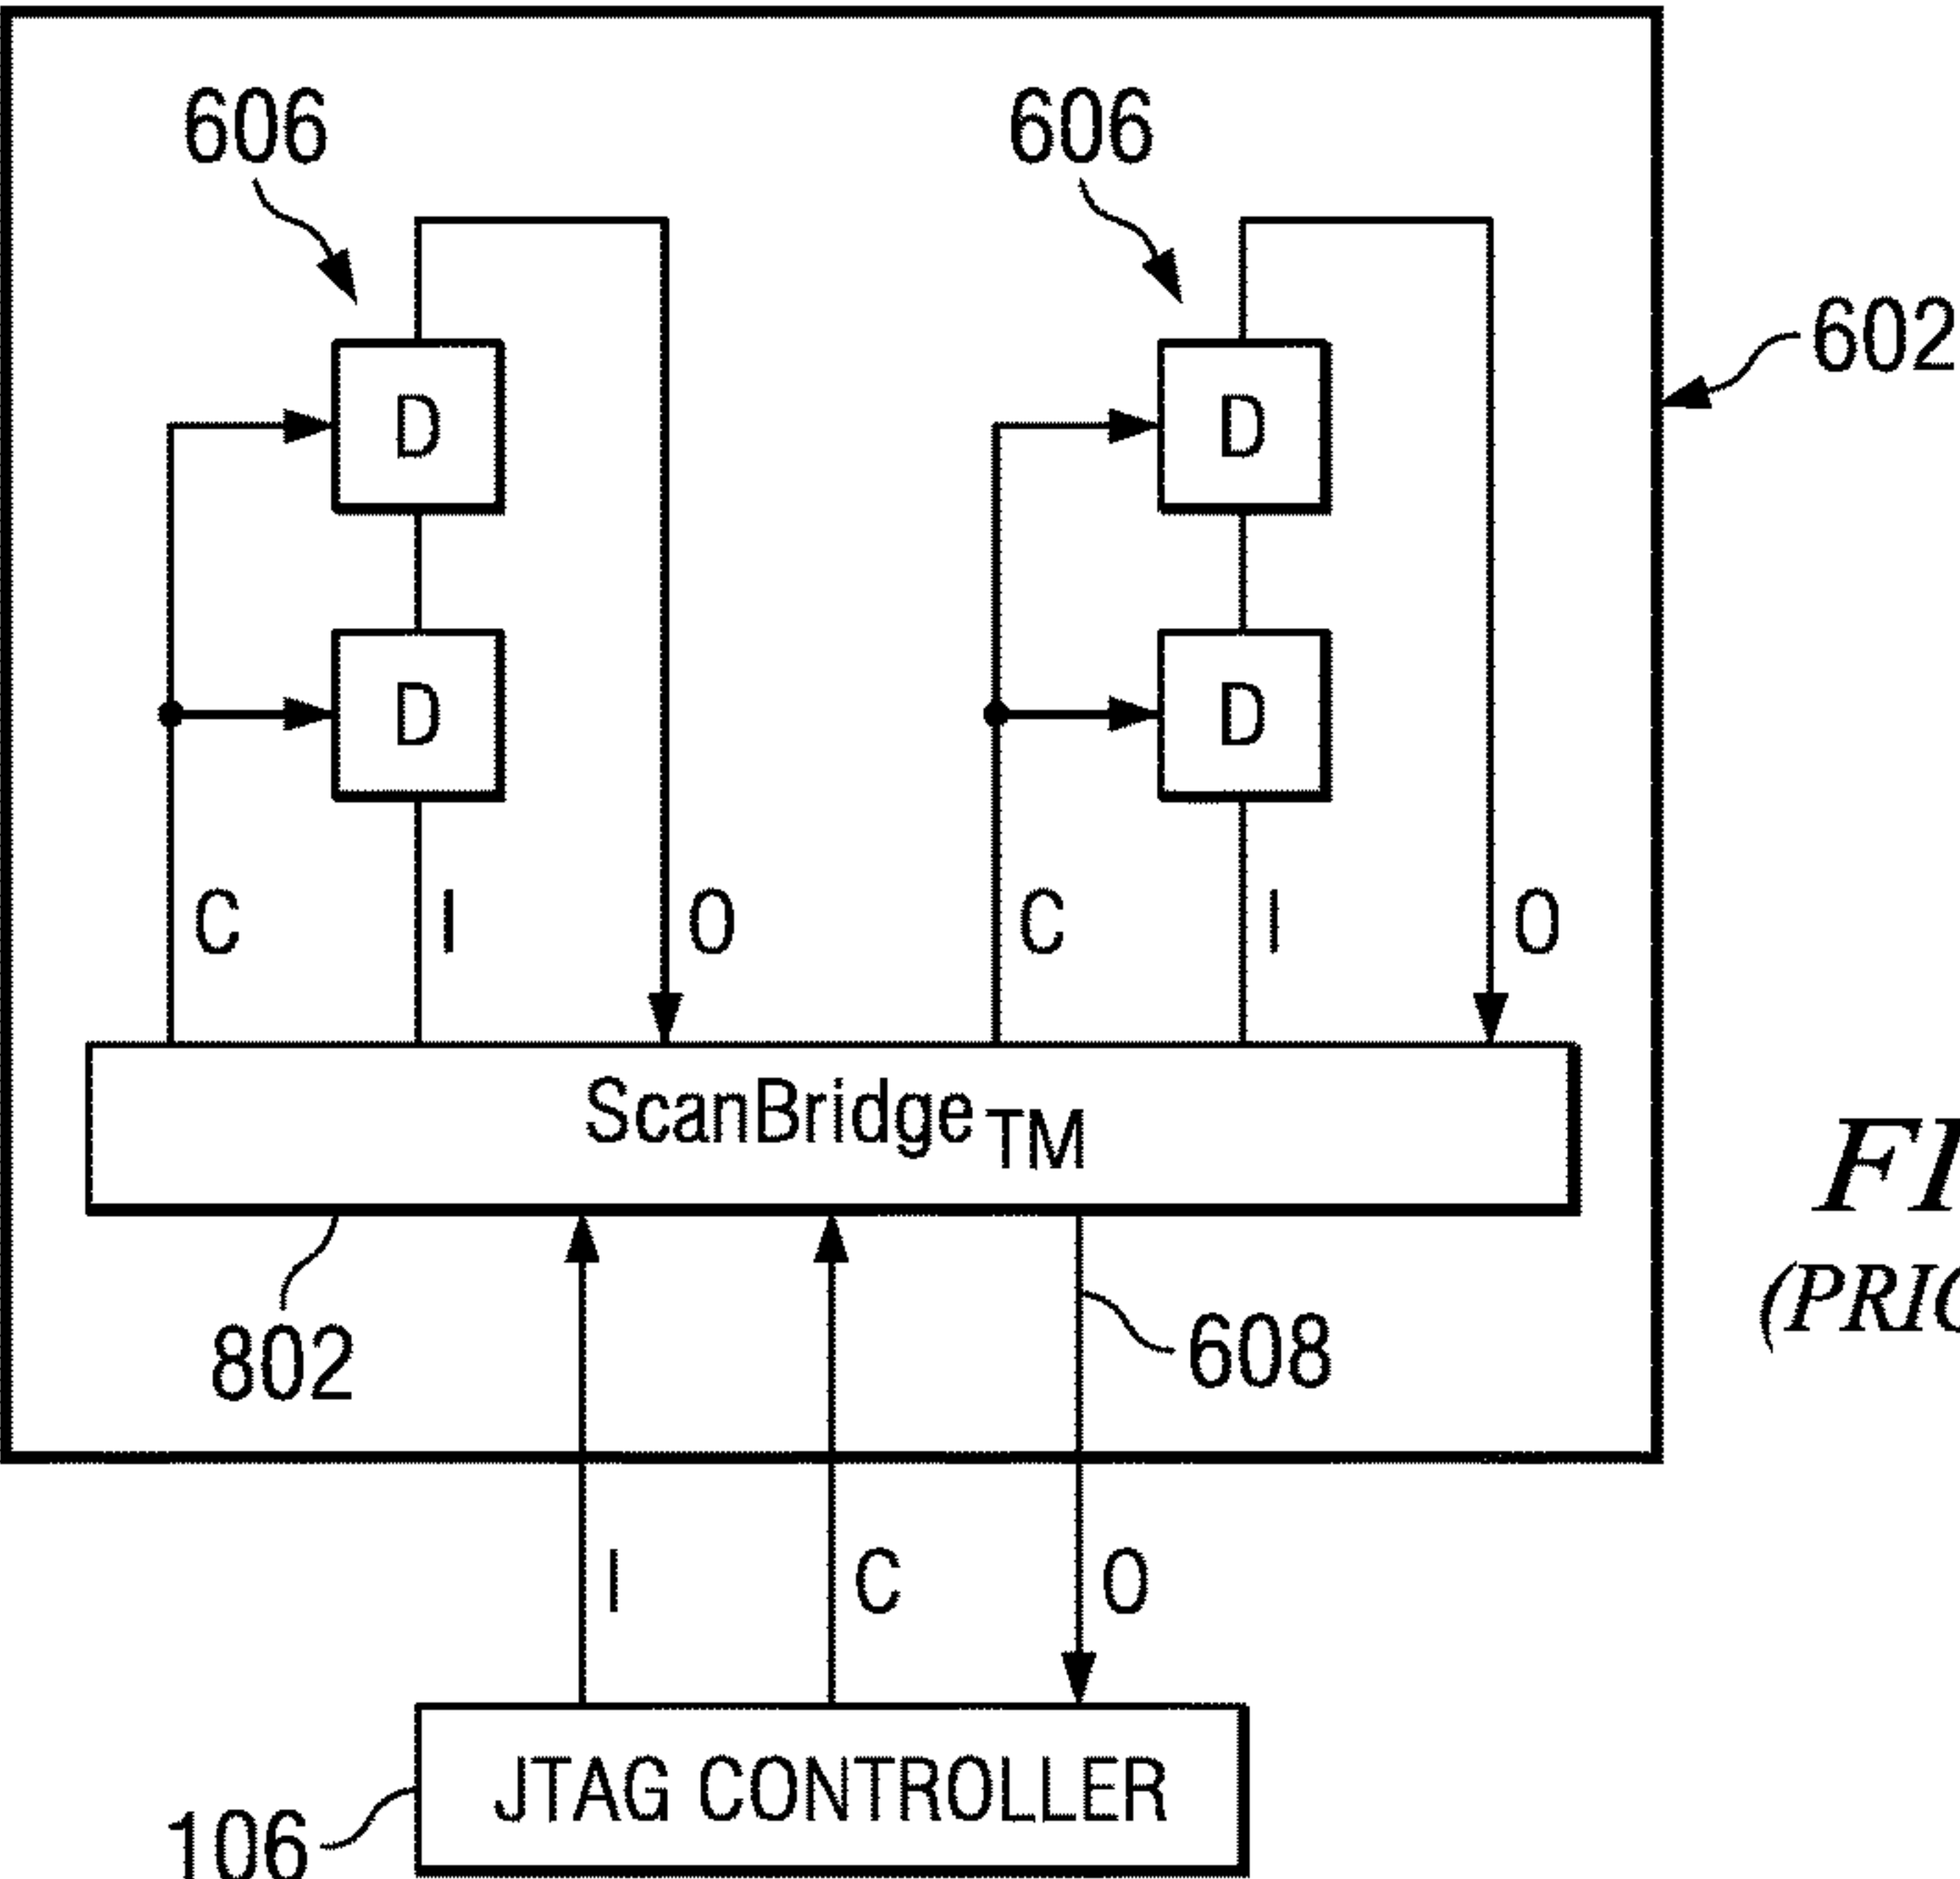 606 606
602
D D
D D
C I O C I O
ScanBridge TM
802
608
I C O
JTAG CONTROLLER
106